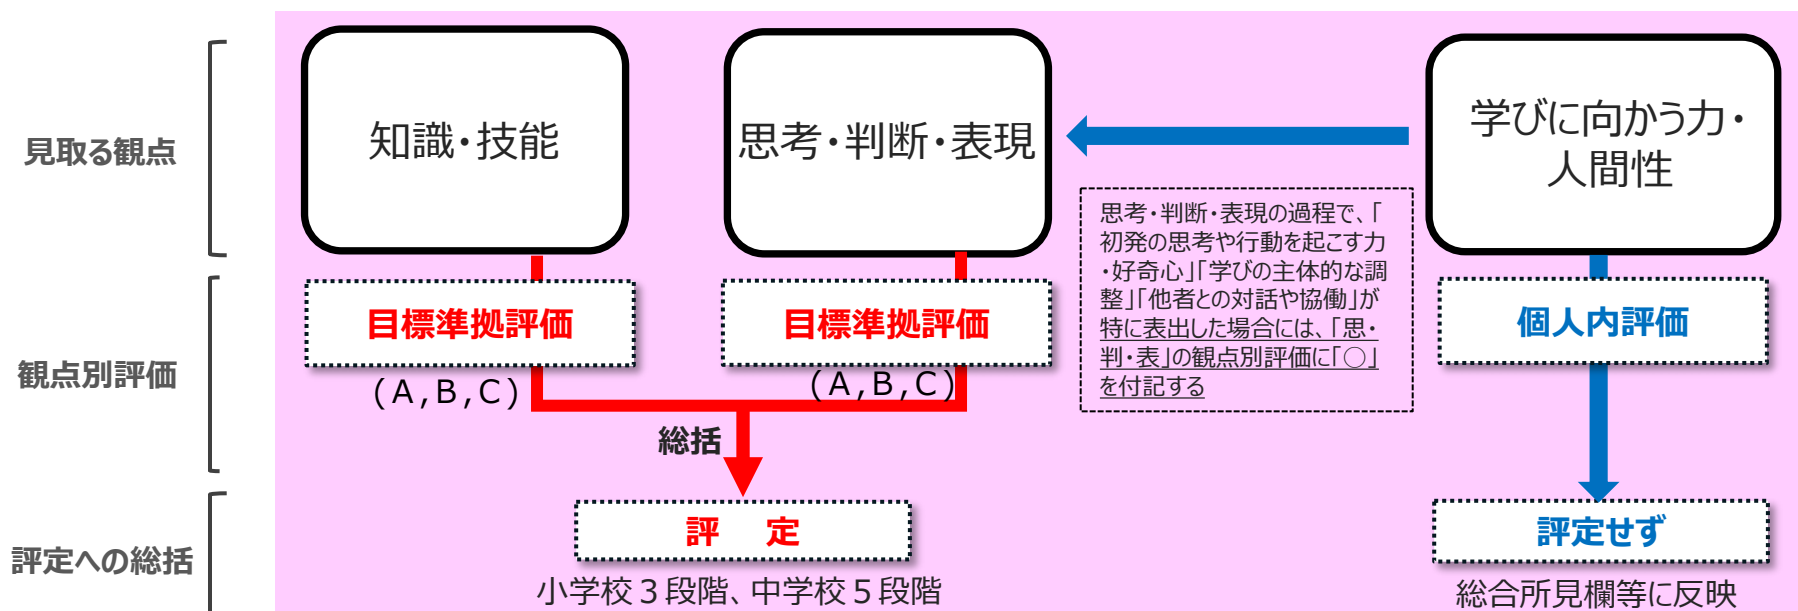 見取る観点
知識・技能
思考・判断・表現
学びに向かう力・
人間性
思考・判断・表現の過程で、「
初発の思考や行動を起こす力
・好奇心」「学びの主体的な調
整」「他者との対話や協働」が
特に表出した場合には、「思・
判・表」の観点別評価に「○」
を付記する
観点別評価
目標準拠評価
(A,B,C)
目標準拠評価
(A,B,C)
個人内評価
総括
評定への総括
評　定
小学校３段階、中学校５段階
評定せず
総合所見欄等に反映